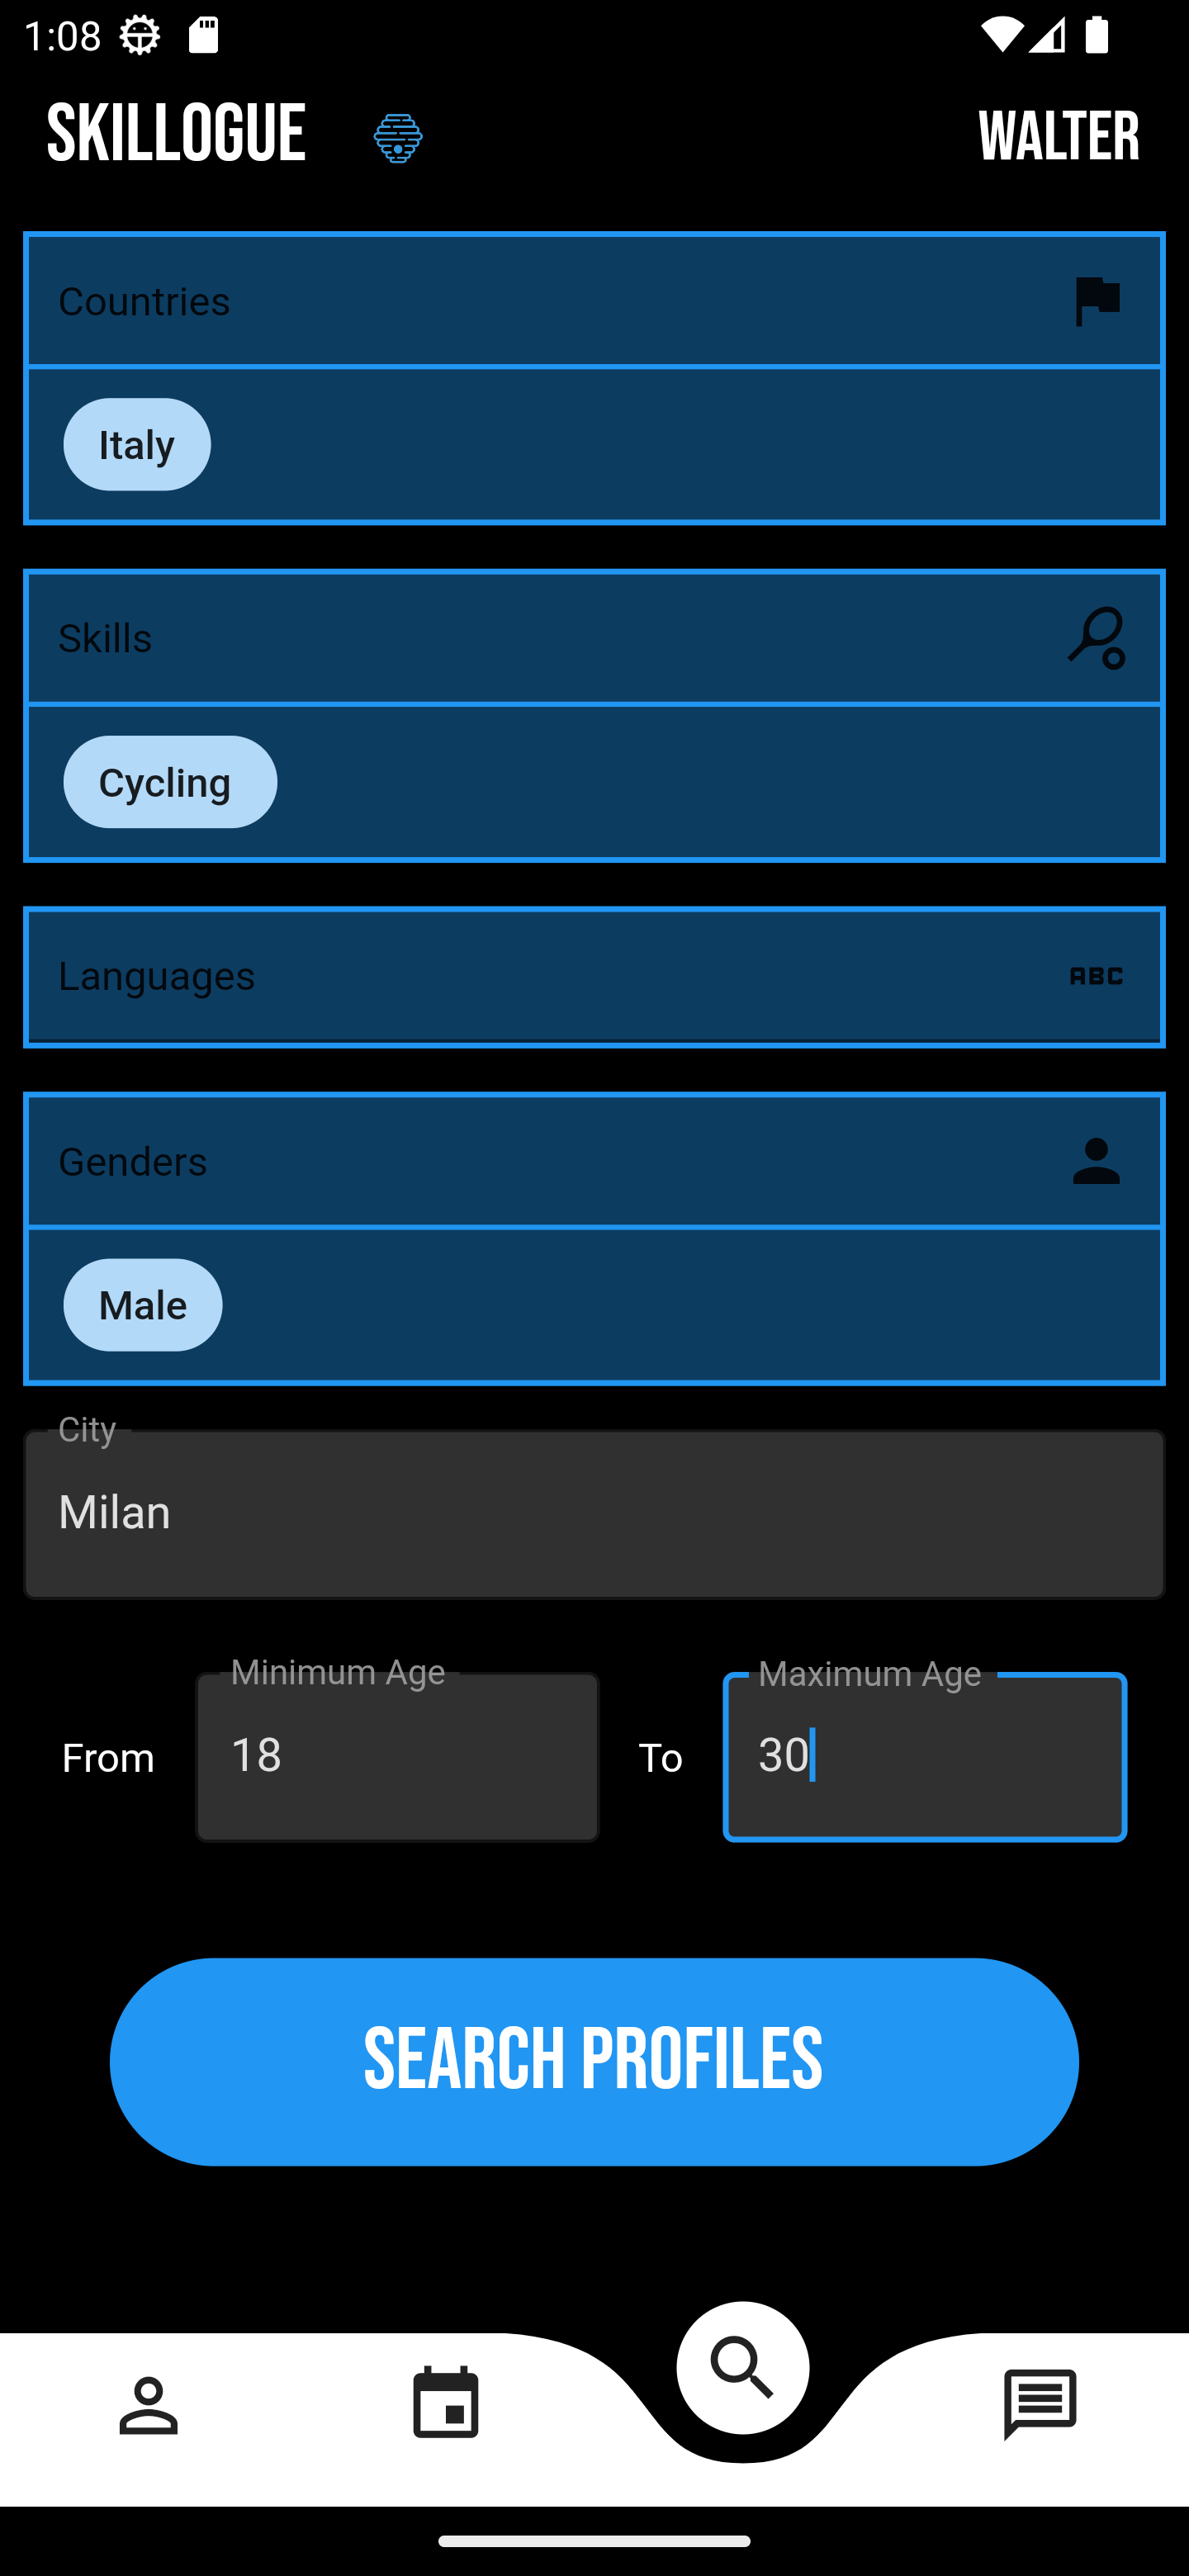 1:08
SKILLOGUE
WALTER
Countries
Italy
Skills
Cycling
Languages
ABC
Genders
Male
City
Milan
Minimum Age
Maximum Age
From
18
To
30
SEARCH PROFILES